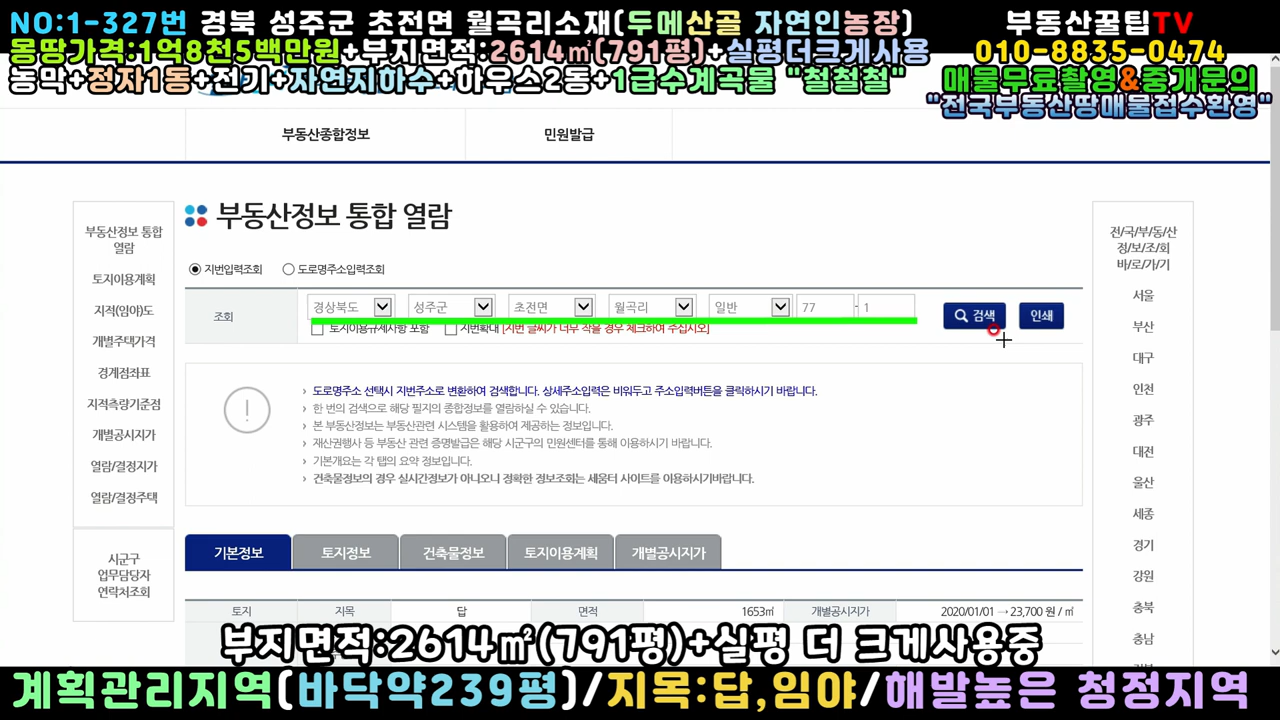 NO:1-327번 경북 성주군 초전면 월곡리소재(두메산골 자연인농장)
부동산꿀팁TV
몽땅가격:1억8천5백만원+부지면적:2614㎡(791평)+실평더크게사용
010-8835-0474
농막+정자1동+전기+자연지하수+하우스2동+1급수계곡물 "철철철"
매물무료촬영&중개문의
"전국부동산땅매물접수환영"
부동산종합정보
민원발급
부동산정보 통합 열람
부동산정보 통합
열람
토지이용계획
지적(임야)도
개별주택가격
경계점좌표
지적측량기준점
개별공시지가
열람/결정지가
열람/결정주택
시군구
업무담당자
연락처조회
지번입력조회 도로명주소입력조회
조회 경상북도 성주군 초전면 월곡리 일반 77 - 1 검색 인쇄
토지이용규제사항 포함 지번확대 [지번 글씨가 너무 작을 경우 체크하여 주십시오]
› 도로명주소 선택시 지번주소로 변환하여 검색합니다. 상세주소입력은 비워두고 주소입력버튼을 클릭하시기 바랍니다.
› 한 번의 검색으로 해당 필지의 종합정보를 열람하실 수 있습니다.
› 본 부동산정보는 부동산관련 시스템을 활용하여 제공하는 정보입니다.
› 재산권행사 등 부동산 관련 증명발급은 해당 시군구의 민원센터를 통해 이용하시기 바랍니다.
› 기본개요는 각 탭의 요약 정보입니다.
› 건축물정보의 경우 실시간정보가 아니오니 정확한 정보조회는 세움터 사이트를 이용하시기바랍니다.
기본정보 토지정보 건축물정보 토지이용계획 개별공시지가
토지 지목 답 면적 1653㎡ 개별공시지가 2020/01/01 → 23,700 원 / ㎡
전/국/부/동/산
정/보/조/회
바/로/가/기
서울
부산
대구
인천
광주
대전
울산
세종
경기
강원
충북
충남
부지면적:2614㎡(791평)+실평 더 크게사용중
계획관리지역(바닥약239평)/지목:답,임야/해발높은 청정지역